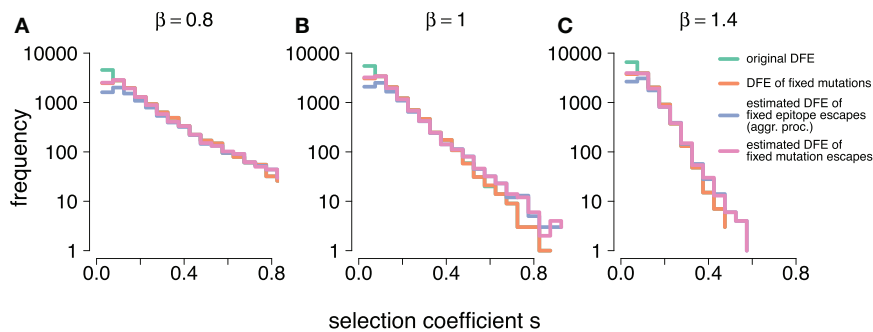 A β = 0.8 B β = 1 C β = 1.4
frequency
10000
1000
100
10
1
0.0 0.4 0.8
10000
1000
100
10
1
0.0 0.4 0.8
10000
1000
100
10
1
0.0 0.4 0.8
original DFE
DFE of fixed mutations
estimated DFE of
fixed epitope escapes
(aggr. proc.)
estimated DFE of
fixed mutation escapes
selection coefficient s